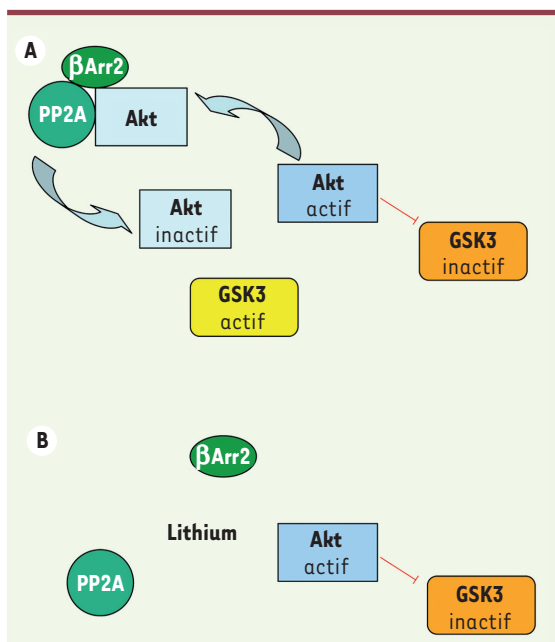 A
βArr2
PP2A
Akt
Akt
actif
Akt
inactif
GSK3
inactif
GSK3
actif
B
βArr2
Lithium
Akt
actif
PP2A
GSK3
inactif